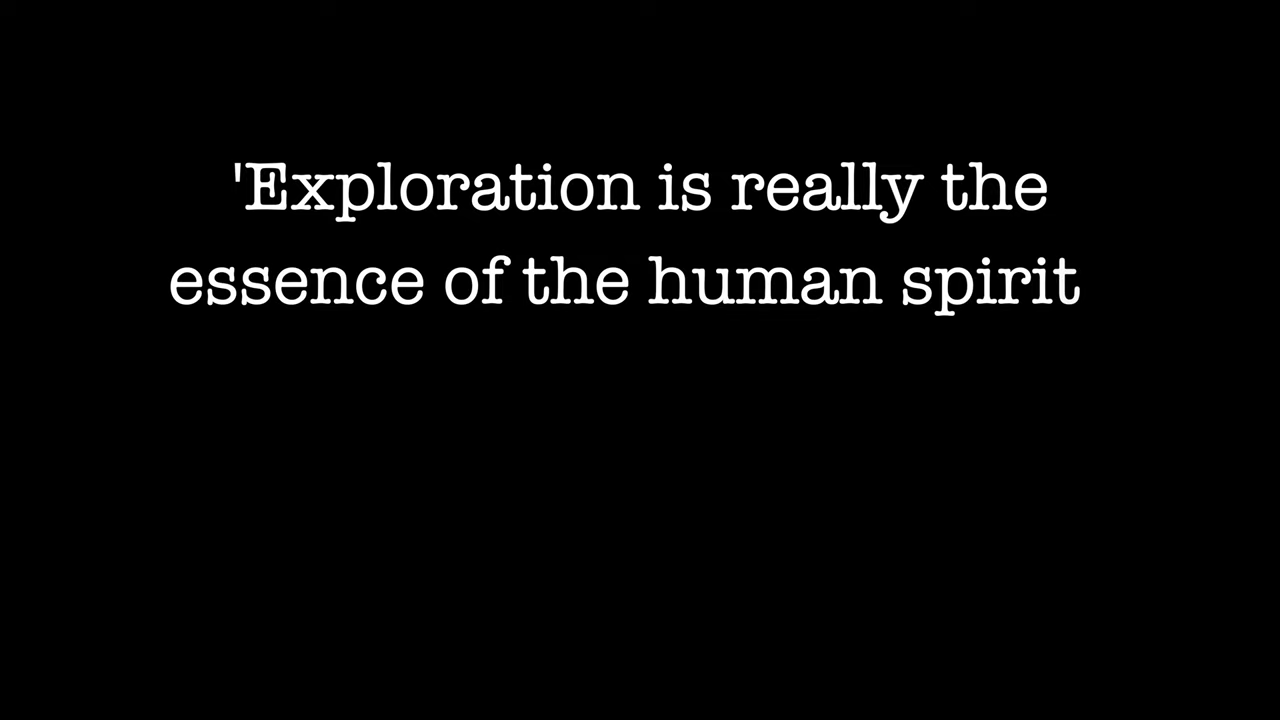 'Exploration is really the
essence of the human spirit